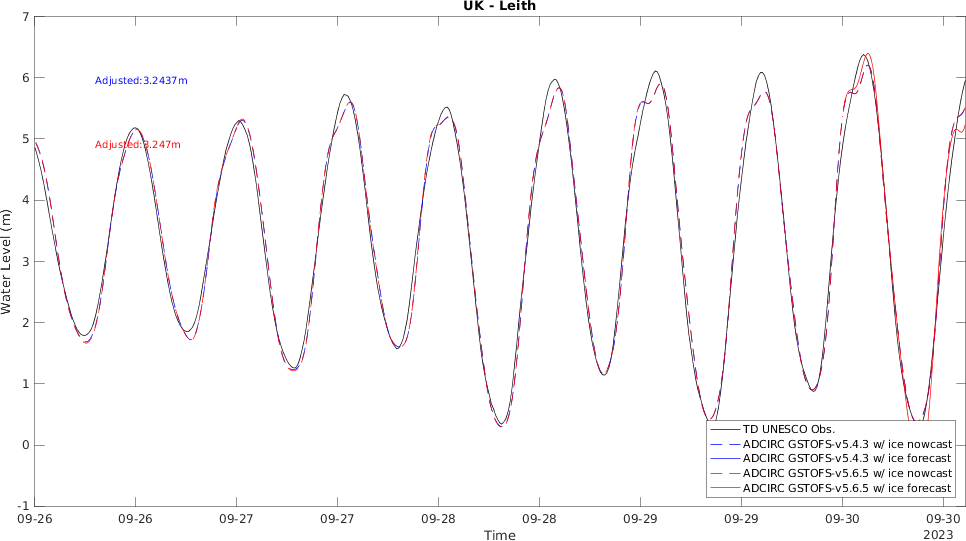 UK - Leith
7
6
5
4
3
2
1
0
-1
Water Level (m)
Adjusted:3.2437m
Adjusted:3.247m
TD UNESCO Obs.
ADCIRC GSTOFS-v5.4.3 w/ ice nowcast
ADCIRC GSTOFS-v5.4.3 w/ ice forecast
ADCIRC GSTOFS-v5.6.5 w/ ice nowcast
ADCIRC GSTOFS-v5.6.5 w/ ice forecast
09-26 09-26 09-27 09-27 09-28 09-28 09-29 09-29 09-30 09-30
2023
Time